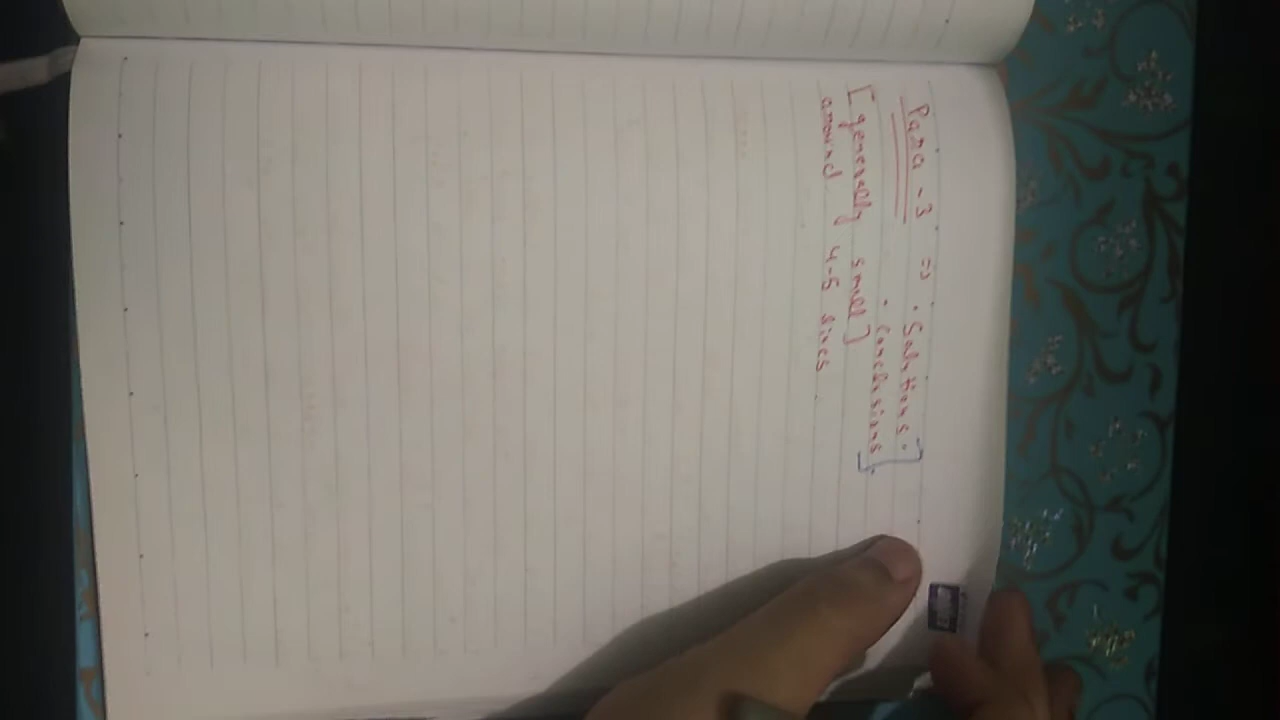 Para - 3 => • Solutions •
• Conclusions
[generally small]
around 4-5 lines.